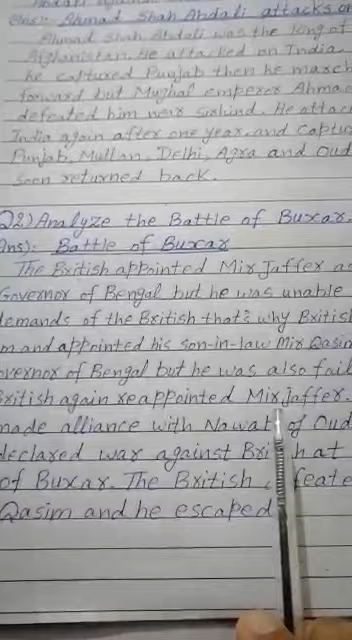 Ans:- Ahmad Shah Abdali attacks on
Ahmad Shah Abdali was the king of
Afghanistan. He attacked on India.
he captured Punjab then he march
forward but Mughal emperor Ahma
defeated him near Sirhind. He attac
India again after one year, and captu
Punjab, Multan, Delhi, Agra and Oud
soon returned back.
Q2) Analyze the Battle of Buxar.
Ans):- Battle of Buxar
The British appointed Mir Jaffer as
Governor of Bengal but he was unable
demands of the British that's why Britis
m and appointed his son-in-law Mir Qasim
overnor of Bengal but he was also fail
British again reappointed Mir Jaffer.
made alliance with Nawab of Oud
declared war against Bri h at
of Buxar. The British feate
Qasim and he escaped